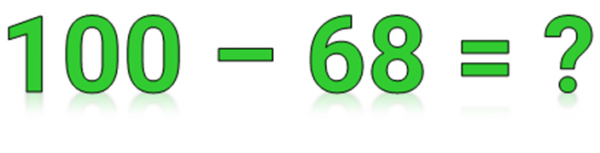 100 − 68 = ?